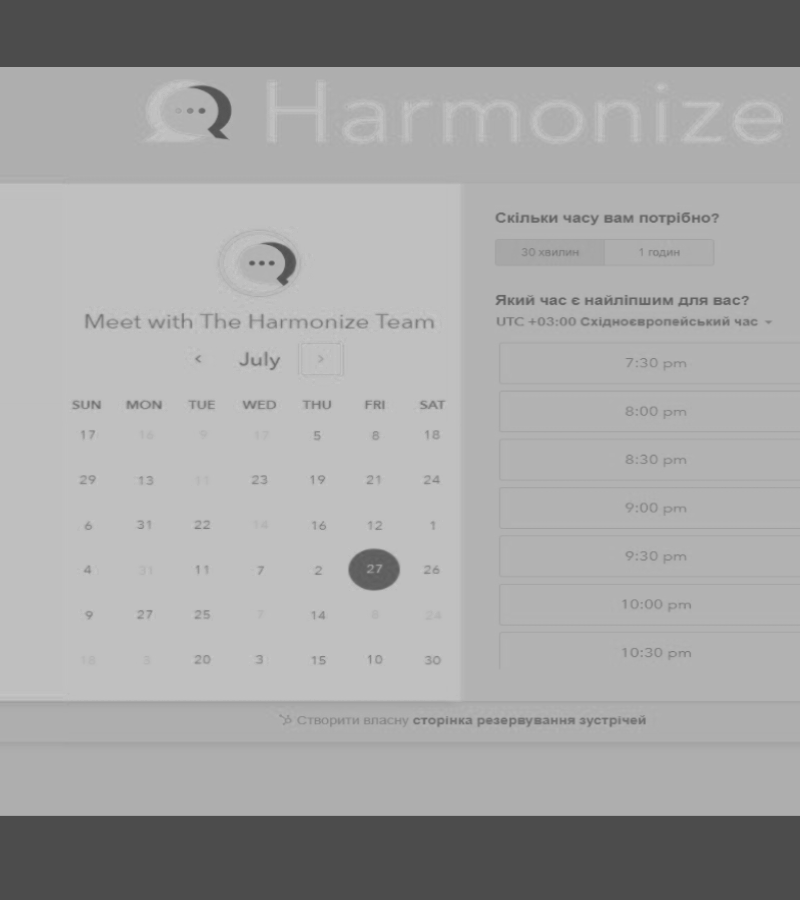 Harmonize
Meet with The Harmonize Team
July
SUN MON TUE WED THU FRI SAT
17 16 9 13 5 8 18
29 13 11 23 19 21 24
6 31 22 14 16 12 1
4 31 11 7 2 27 26
9 27 25 7 14 8 24
18 3 20 3 15 10 30
Скільки часу вам потрібно?
30 хвилин 1 годин
Який час є найліпшим для вас?
UTC +03:00 Східноєвропейський час
7:30 pm
8:00 pm
8:30 pm
9:00 pm
9:30 pm
10:00 pm
10:30 pm
Створити власну сторінка резервування зустрічей